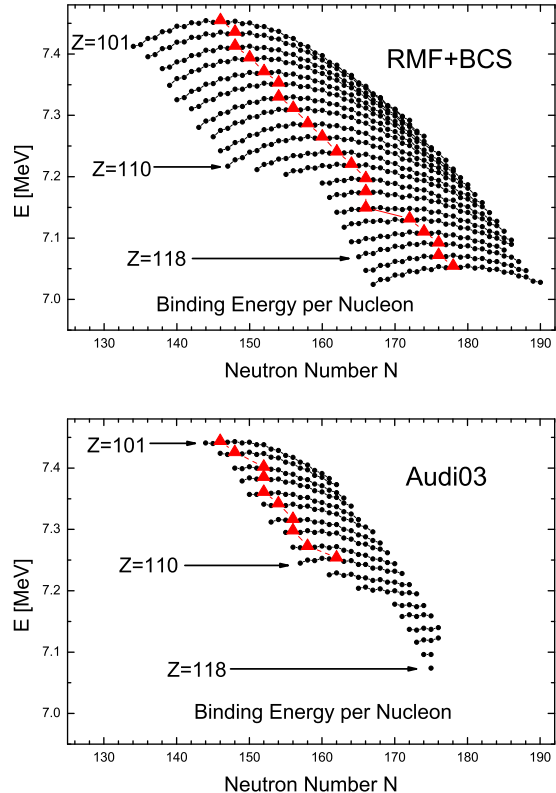 7.4
7.3
7.2
7.1
7.0
E [MeV]
Z=101
RMF+BCS
Z=110
Z=118
Binding Energy per Nucleon
130 140 150 160 170 180 190
Neutron Number N
7.4
7.3
7.2
7.1
7.0
E [MeV]
Z=101
Audi03
Z=110
Z=118
Binding Energy per Nucleon
130 140 150 160 170 180 190
Neutron Number N